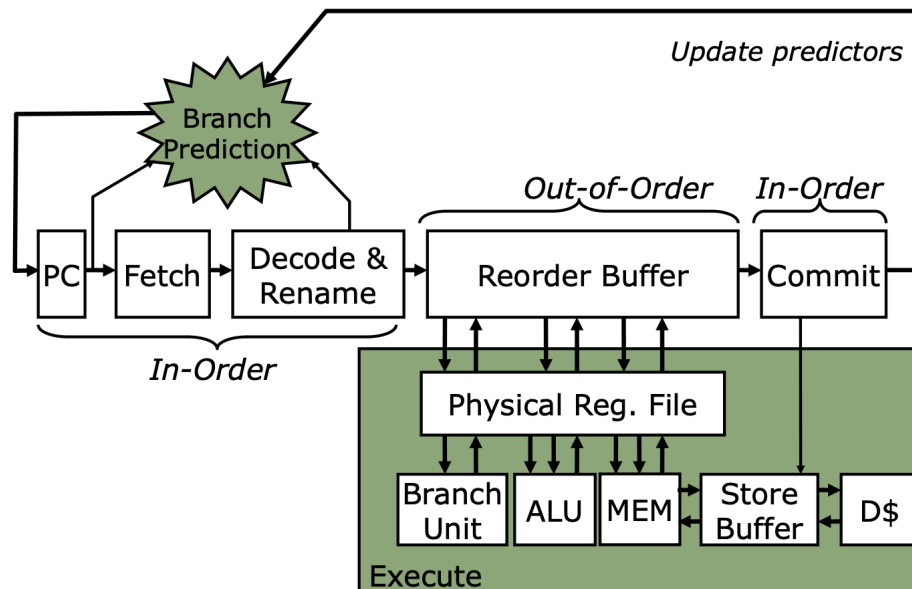 Update predictors
Branch
Prediction
Out-of-Order
In-Order
PC
Fetch
Decode &
Rename
Reorder Buffer
Commit
In-Order
Physical Reg. File
Branch
Unit
ALU
MEM
Store
Buffer
D$
Execute